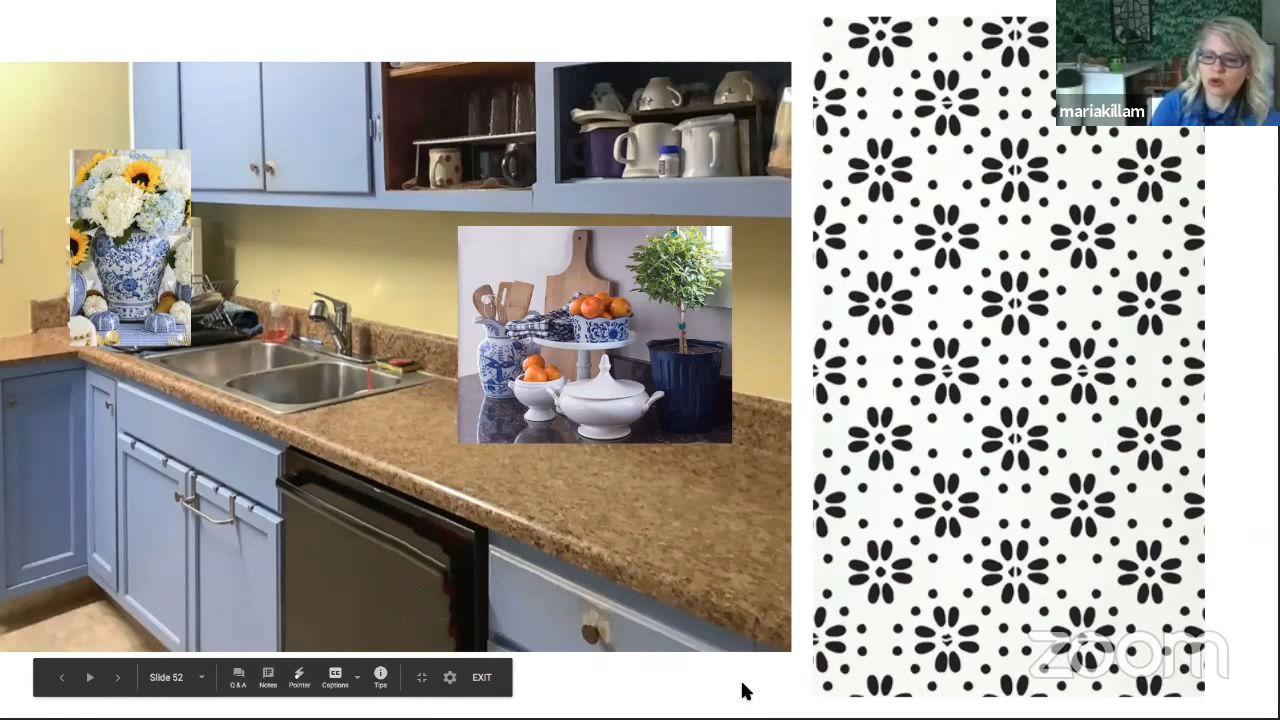 mariakillam
Slide 52
Q & A
Notes
Pointer
Captions
Tips
EXIT
zoom